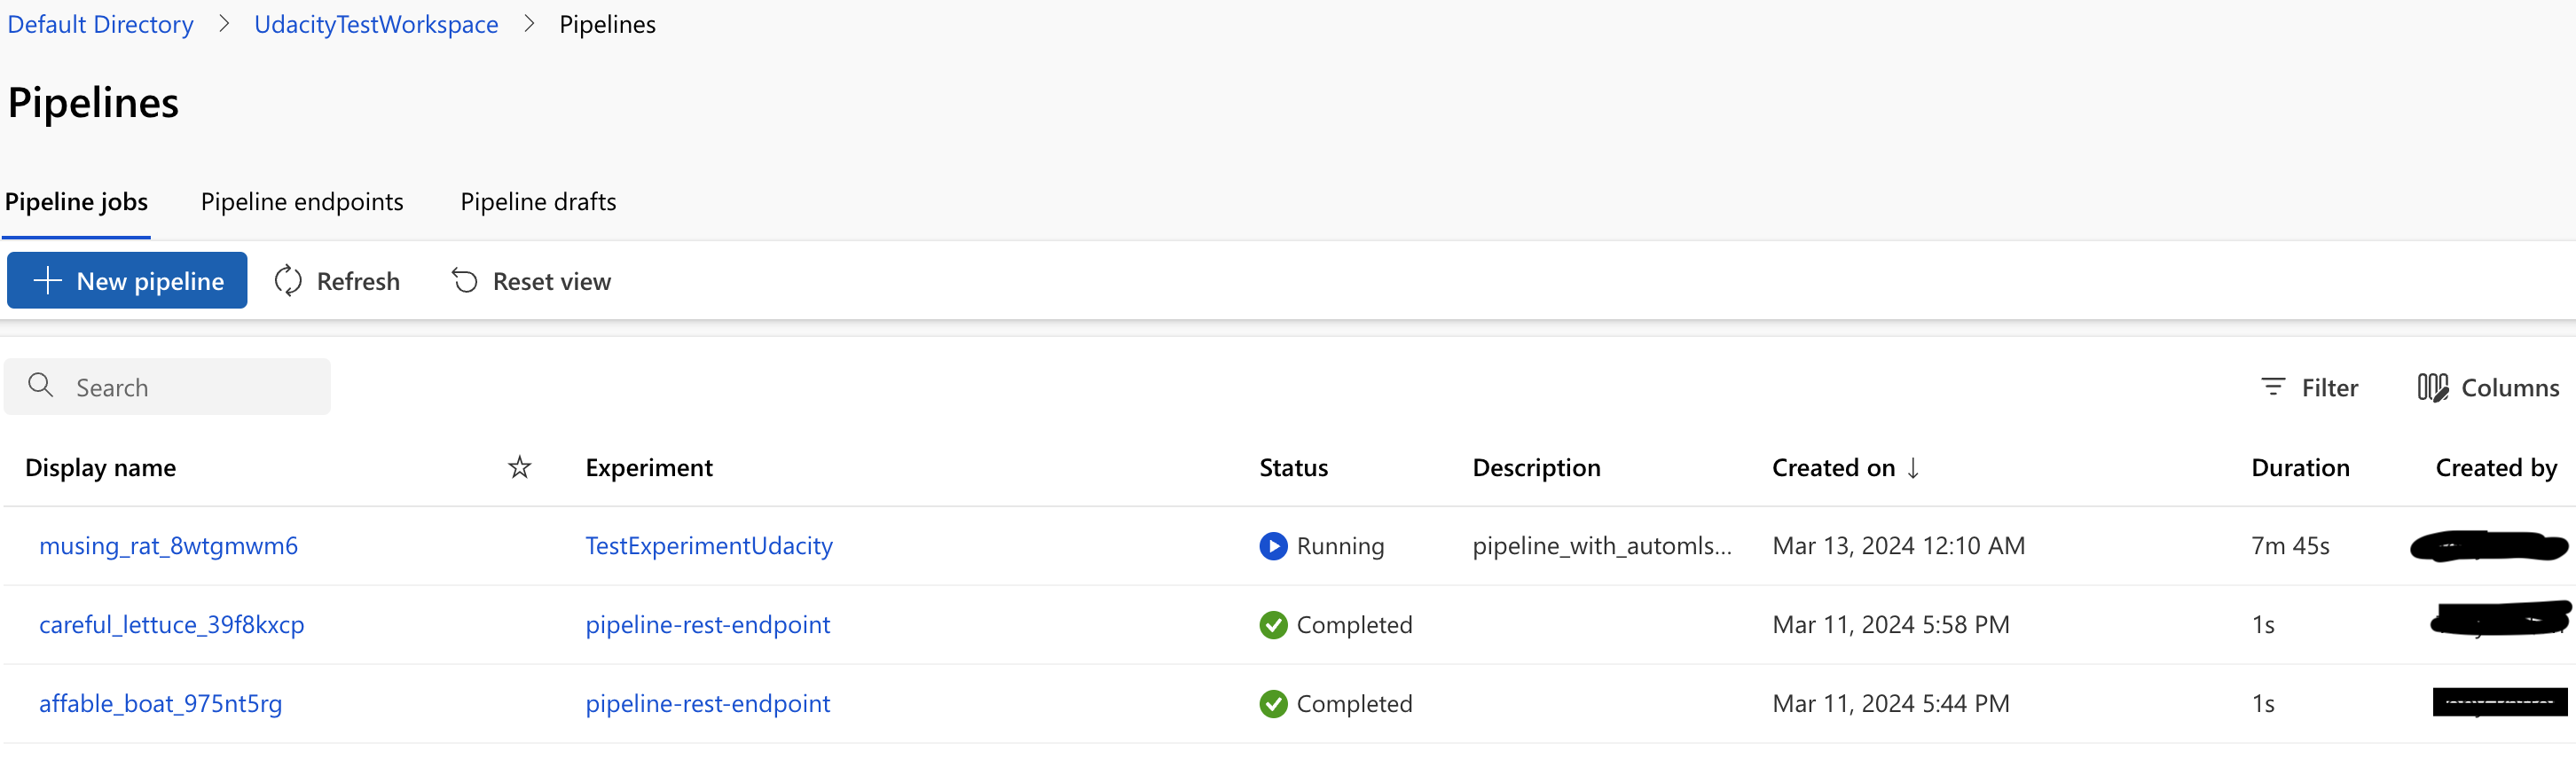 Default Directory > UdacityTestWorkspace > Pipelines
Pipelines
Pipeline jobs Pipeline endpoints Pipeline drafts
New pipeline Refresh Reset view
Search Filter Columns
Display name Experiment Status Description Created on ↓ Duration Created by
musing_rat_8wtgmwm6 TestExperimentUdacity Running pipeline_with_automls... Mar 13, 2024 12:10 AM 7m 45s
careful_lettuce_39f8kxcp pipeline-rest-endpoint Completed Mar 11, 2024 5:58 PM 1s
affable_boat_975nt5rg pipeline-rest-endpoint Completed Mar 11, 2024 5:44 PM 1s